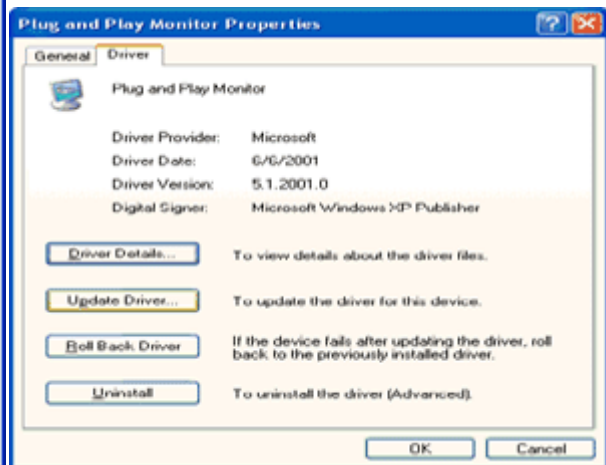 Plug and Play Monitor Properties
General Driver
Plug and Play Monitor
Driver Provider: Microsoft
Driver Date: 6/6/2001
Driver Version: 5.1.2001.0
Digital Signer: Microsoft Windows XP Publisher
Driver Details... To view details about the driver files.
Update Driver... To update the driver for this device.
Roll Back Driver If the device fails after updating the driver, roll
back to the previously installed driver.
Uninstall To uninstall the driver (Advanced).
OK Cancel